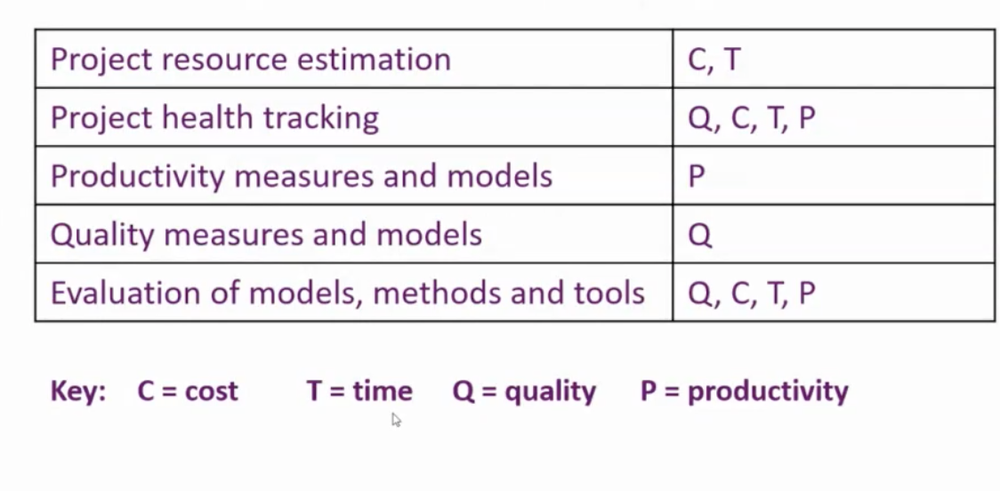 Project resource estimation C, T
Project health tracking Q, C, T, P
Productivity measures and models P
Quality measures and models Q
Evaluation of models, methods and tools Q, C, T, P
Key: C = cost T = time Q = quality P = productivity